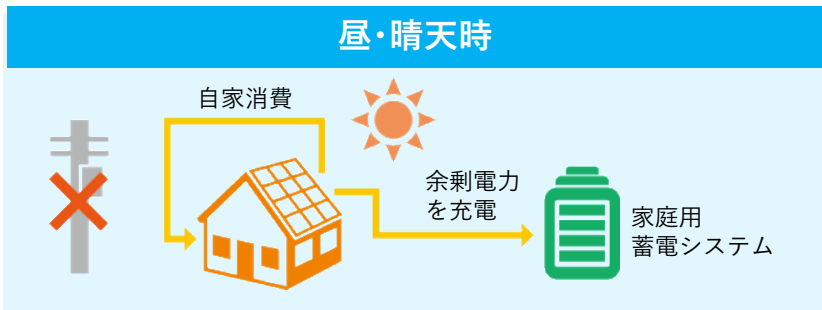 昼・晴天時
自家消費
余剰電力
を充電
家庭用
蓄電システム